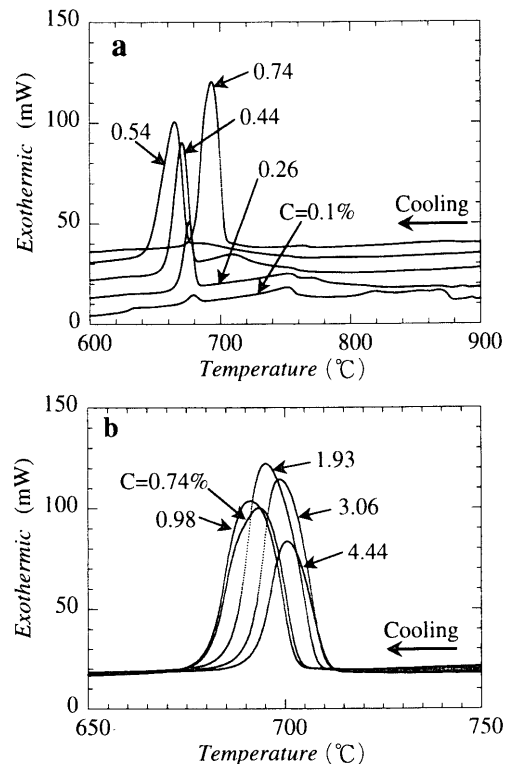 a
150
100
50
0
Exothermic (mW)
0.74
0.44
0.54
0.26
C=0.1%
Cooling
600 700 800 900
Temperature (℃)
b
150
100
50
0
Exothermic (mW)
C=0.74%
0.98
1.93
3.06
4.44
Cooling
650 700 750
Temperature (℃)